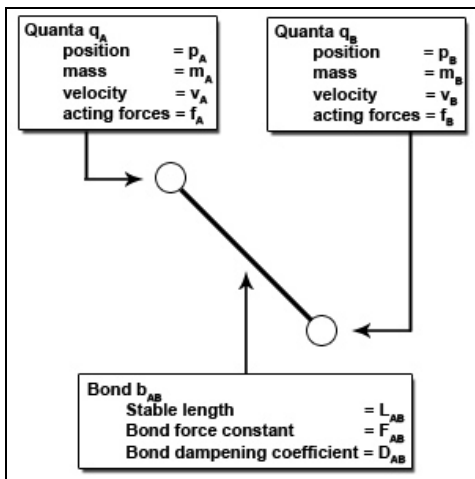 Quanta q_A
position = p_A
mass = m_A
velocity = v_A
acting forces = f_A
Quanta q_B
position = p_B
mass = m_B
velocity = v_B
acting forces = f_B
Bond b_AB
Stable length = L_AB
Bond force constant = F_AB
Bond dampening coefficient = D_AB